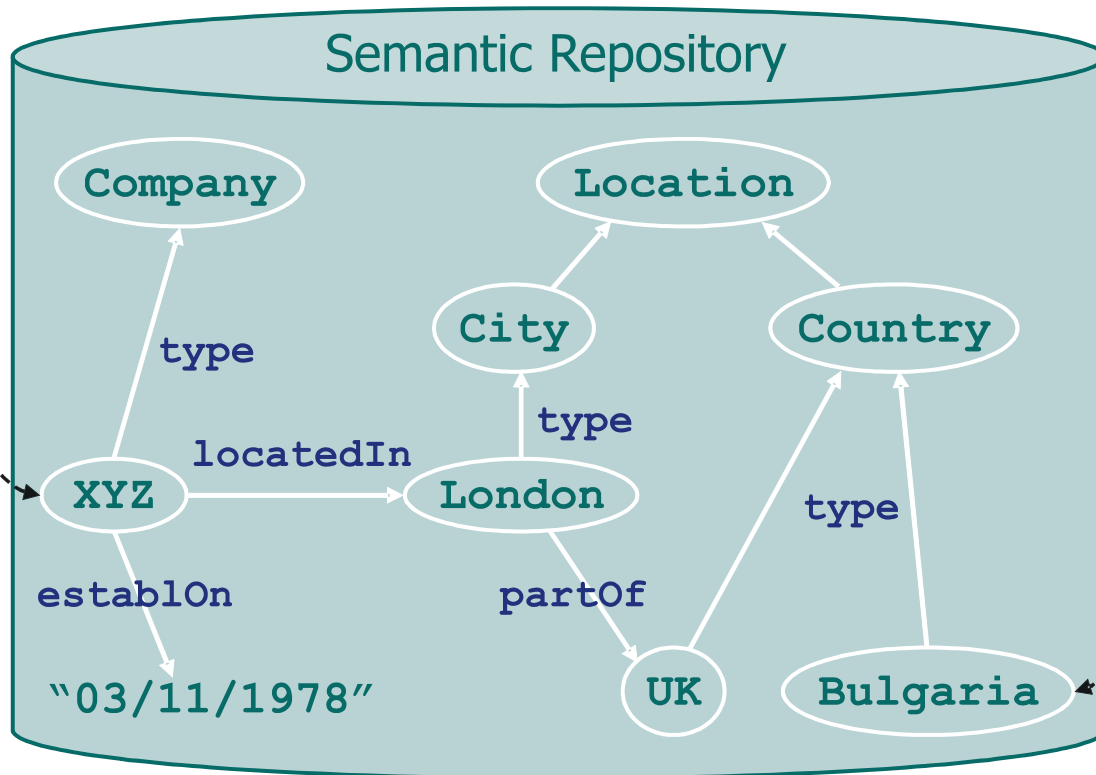 Semantic Repository
Company
Location
City
Country
type
type
locatedIn
XYZ
London
type
establOn
partOf
“03/11/1978”
UK
Bulgaria